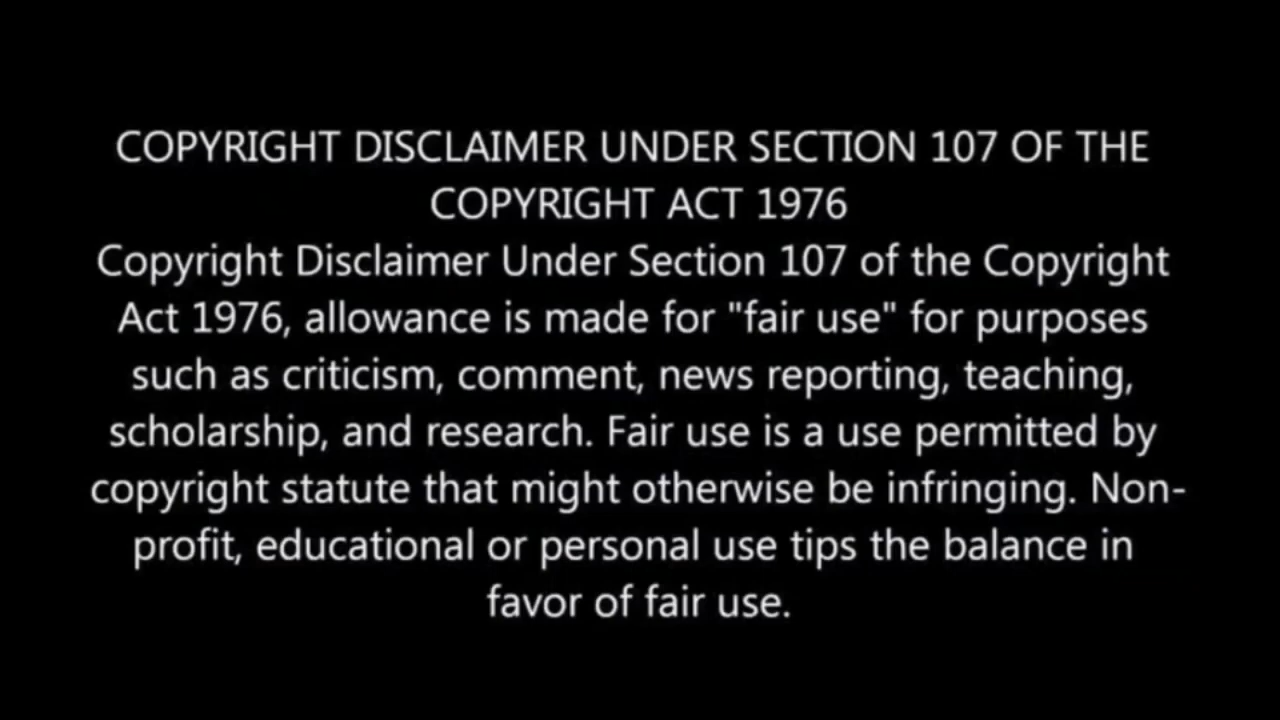 COPYRIGHT DISCLAIMER UNDER SECTION 107 OF THE
COPYRIGHT ACT 1976
Copyright Disclaimer Under Section 107 of the Copyright
Act 1976, allowance is made for "fair use" for purposes
such as criticism, comment, news reporting, teaching,
scholarship, and research. Fair use is a use permitted by
copyright statute that might otherwise be infringing. Non-
profit, educational or personal use tips the balance in
favor of fair use.